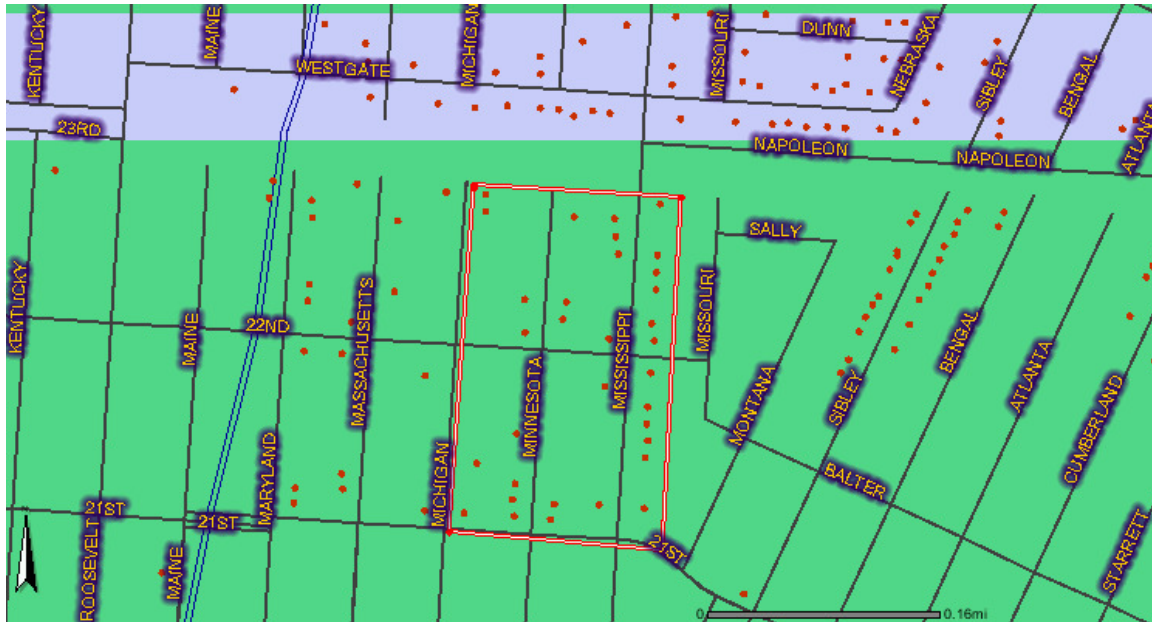 KENTUCKY
MAINE
MICHIGAN
MISSOURI
DUNN
NEBRASKA
SIBLEY
BENGAL
ATLANTA
WESTGATE
23RD
NAPOLEON
NAPOLEON
SALLY
KENTUCKY
MAINE
22ND
MASSACHUSETTS
MISSISSIPPI
MISSOURI
BENGAL
ATLANTA
CUMBERLAND
MINNESOTA
MONTANA
SIBLEY
MARYLAND
MICHIGAN
BALTER
21ST
21ST
21ST
ROOSEVELT
MAINE
STARRETT
0 0.16mi